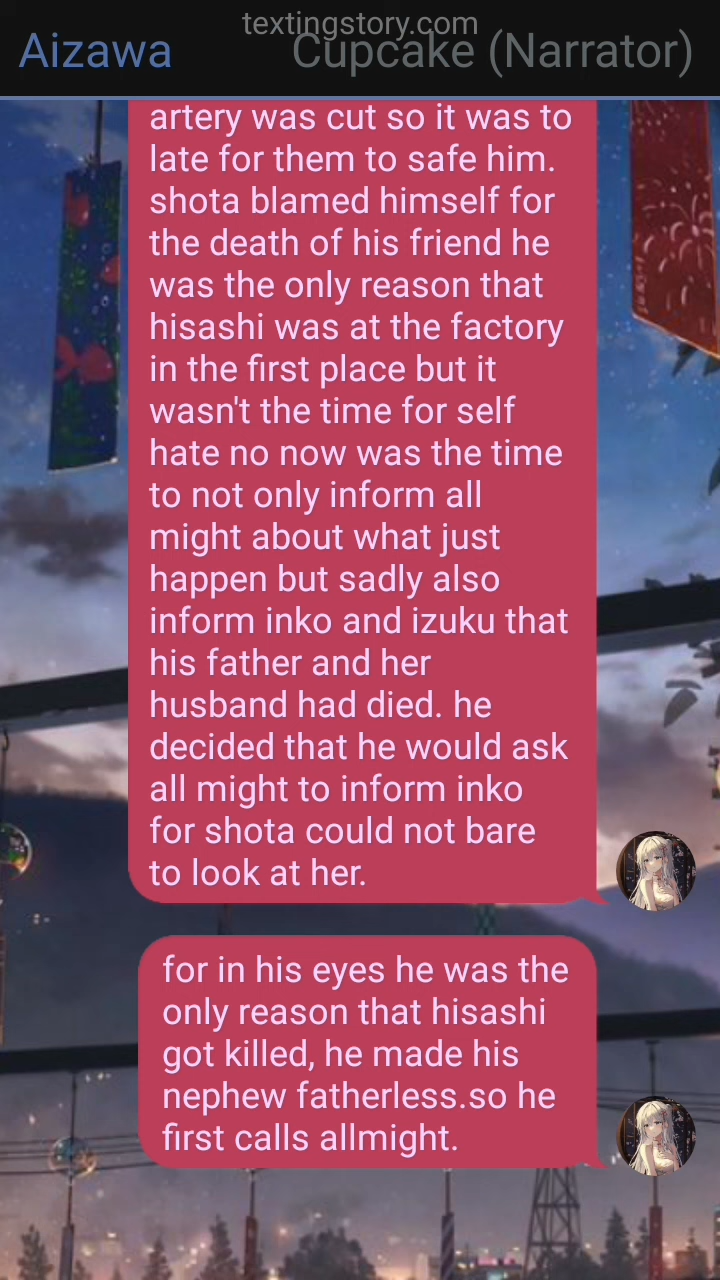 textingstory.com
Aizawa Cupcake (Narrator)
artery was cut so it was to
late for them to safe him.
shota blamed himself for
the death of his friend he
was the only reason that
hisashi was at the factory
in the first place but it
wasn't the time for self
hate no now was the time
to not only inform all
might about what just
happen but sadly also
inform inko and izuku that
his father and her
husband had died. he
decided that he would ask
all might to inform inko
for shota could not bare
to look at her.
for in his eyes he was the
only reason that hisashi
got killed, he made his
nephew fatherless.so he
first calls allmight.